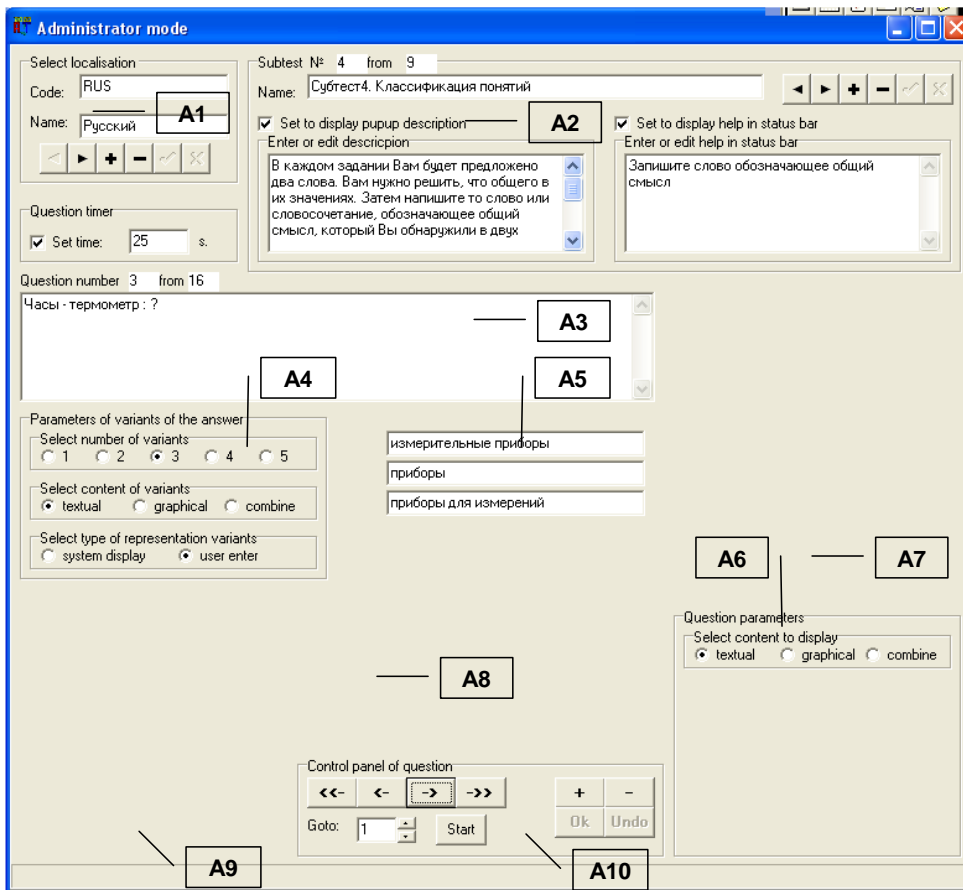 Administrator mode
Select localisation
Code: RUS
Name: Русский
A1
Subtest № 4 from 9
Name: Субтест4. Классификация понятий
Set to display pupup description
A2
Set to display help in status bar
Enter or edit descricpion
В каждом задании Вам будет предложено
два слова. Вам нужно решить, что общего в
их значениях. Затем напишите то слово или
словосочетание, обозначающее общий
смысл, который Вы обнаружили в двух
Enter or edit help in status bar
Запишите слово обозначающее общий
смысл
Question timer
Set time: 25 s.
Question number 3 from 16
Часы - термометр : ?
A3
A4
A5
Parameters of variants of the answer
Select number of variants
1 2 3 4 5
Select content of variants
textual graphical combine
Select type of representation variants
system display user enter
измерительные приборы
приборы
приборы для измерений
A6
A7
Question parameters
Select content to display
textual graphical combine
A8
Control panel of question
<<- <- -> ->> + -
Goto: 1 Start Ok Undo
A9
A10